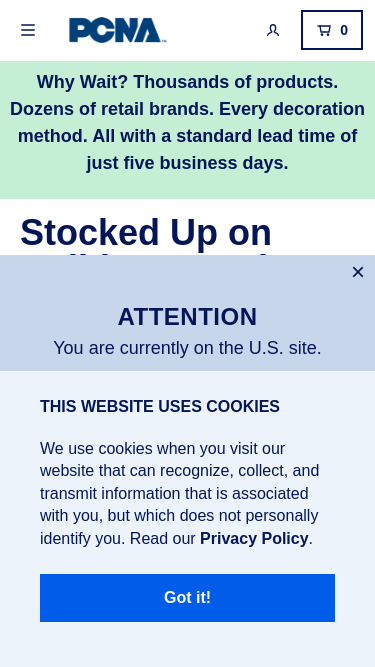 PCNA
0
Why Wait? Thousands of products.
Dozens of retail brands. Every decoration
method. All with a standard lead time of
just five business days.
Stocked Up on
ATTENTION
You are currently on the U.S. site.
THIS WEBSITE USES COOKIES
We use cookies when you visit our
website that can recognize, collect, and
transmit information that is associated
with you, but which does not personally
identify you. Read our Privacy Policy.
Got it!